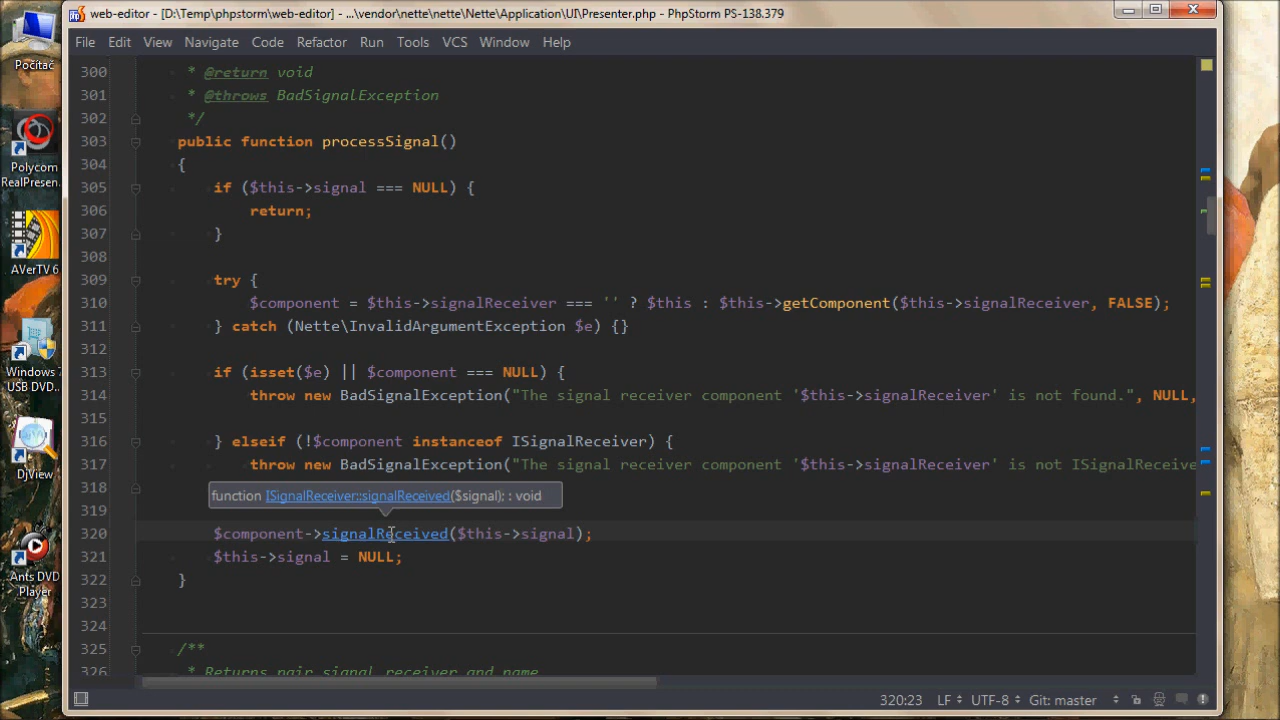 web-editor - [D:\Temp\phpstorm\web-editor] - ...\vendor\nette\nette\Nette\Application\UI\Presenter.php - PhpStorm PS-138.379
File Edit View Navigate Code Refactor Run Tools VCS Window Help
Počítač
Polycom
RealPresen..
AVerTV 6
Windows 7
USB DVD..
DjView
Ants DVD
Player
300 * @return void
301 * @throws BadSignalException
302 */
303 public function processSignal()
304 {
305 if ($this->signal === NULL) {
306 return;
307 }
308
309 try {
310 $component = $this->signalReceiver === '' ? $this : $this->getComponent($this->signalReceiver, FALSE);
311 } catch (Nette\InvalidArgumentException $e) {}
312
313 if (isset($e) || $component === NULL) {
314 throw new BadSignalException("The signal receiver component '$this->signalReceiver' is not found.", NULL,
315
316 } elseif (!$component instanceof ISignalReceiver) {
317 throw new BadSignalException("The signal receiver component '$this->signalReceiver' is not ISignalReceive
318
function ISignalReceiver::signalReceived($signal); : void
319
320 $component->signalReceived($this->signal);
321 $this->signal = NULL;
322 }
323
324
325 /**
326 * Returns pair signal receiver and name
320:23 LF UTF-8 Git: master